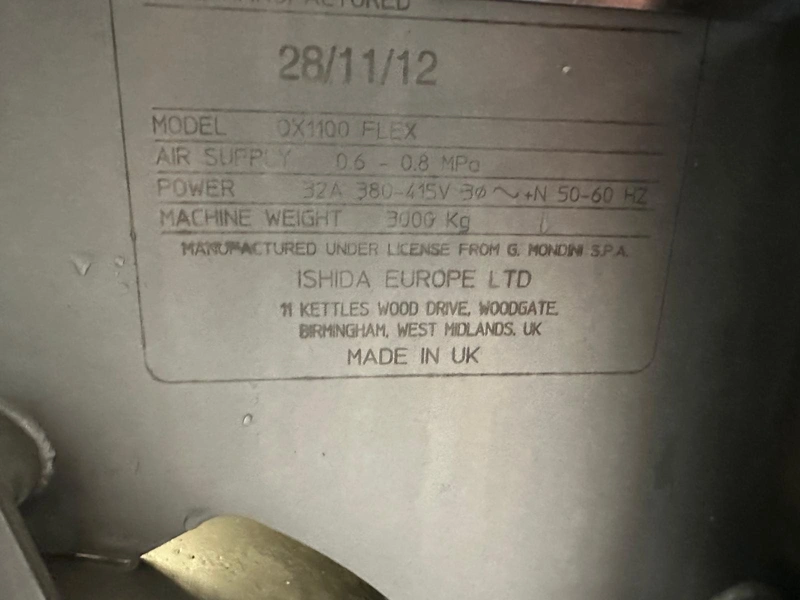 MANUFACTURED
28/11/12
MODEL QX1100 FLEX
AIR SUPPLY 0.6 - 0.8 MPa
POWER 32A 380-415V 3Ø ~ +N 50-60 HZ
MACHINE WEIGHT 3000 Kg
MANUFACTURED UNDER LICENSE FROM G. MONDINI S.P.A.
ISHIDA EUROPE LTD
11 KETTLES WOOD DRIVE, WOODGATE,
BIRMINGHAM, WEST MIDLANDS. UK
MADE IN UK